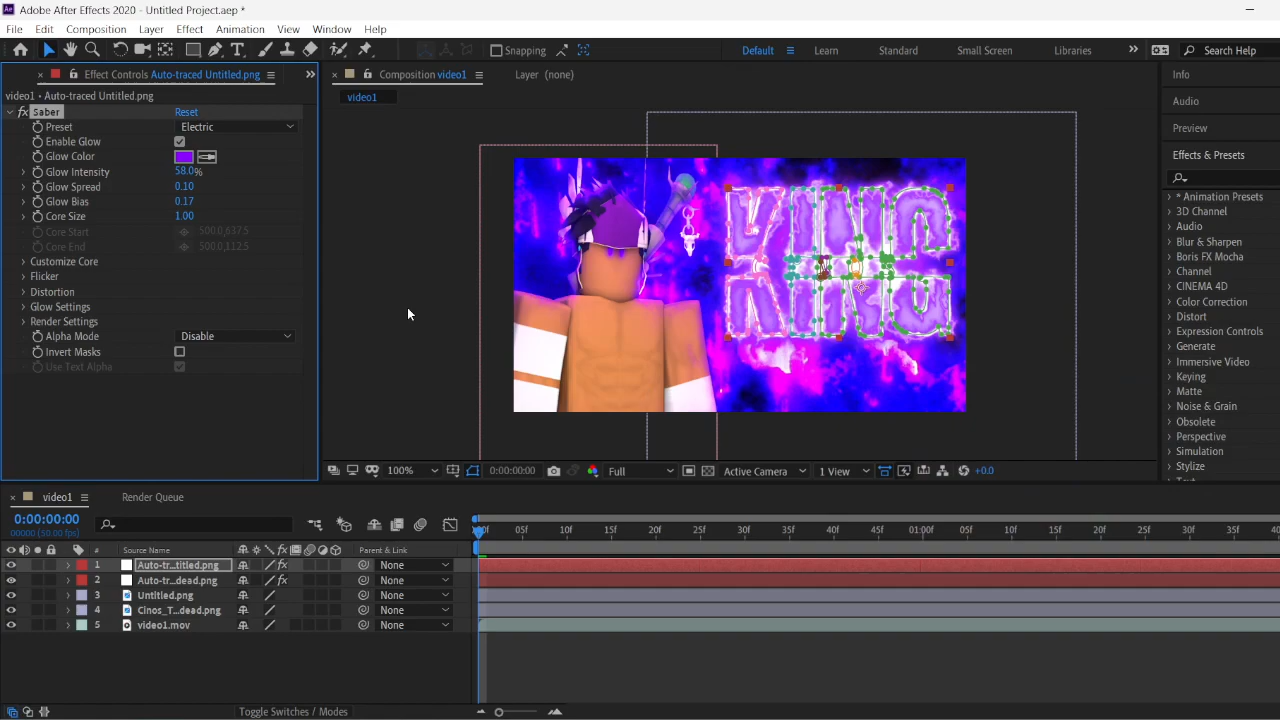 Adobe After Effects 2020 - Untitled Project.aep *
File Edit Composition Layer Effect Animation View Window Help
Snapping Default Learn Standard Small Screen Libraries Search Help
Effect Controls Auto-traced Untitled.png
Composition video1
Layer (none)
Info
video1 • Auto-traced Untitled.png
video1
Audio
fx Saber Reset
Preset Electric
Preview
Enable Glow
Glow Color
Effects & Presets
Glow Intensity 58.0%
Glow Spread 0.10
* Animation Presets
Glow Bias 0.17
3D Channel
Core Size 1.00
Audio
Core Start 500.0,637.5
Blur & Sharpen
Core End 500.0,112.5
Boris FX Mocha
Customize Core
Channel
Flicker
CINEMA 4D
Distortion
Color Correction
Glow Settings
Distort
Render Settings
Expression Controls
Alpha Mode Disable
Generate
Invert Masks
Immersive Video
Use Text Alpha
Keying
Matte
Noise & Grain
Obsolete
Perspective
Simulation
Stylize
KING
KING
100% 0:00:00:00 Full Active Camera 1 View +0.0
video1 Render Queue
0:00:00:00
00000 (50.00 fps)
05f 10f 15f 20f 25f 30f 35f 40f 45f 01:00f 05f 10f 15f 20f 25f 30f 35f 40
# Source Name fx Parent & Link
1 Auto-tr...titled.png fx None
2 Auto-tr...dead.png fx None
3 Untitled.png None
4 Cinos_T...dead.png None
5 video1.mov None
Toggle Switches / Modes